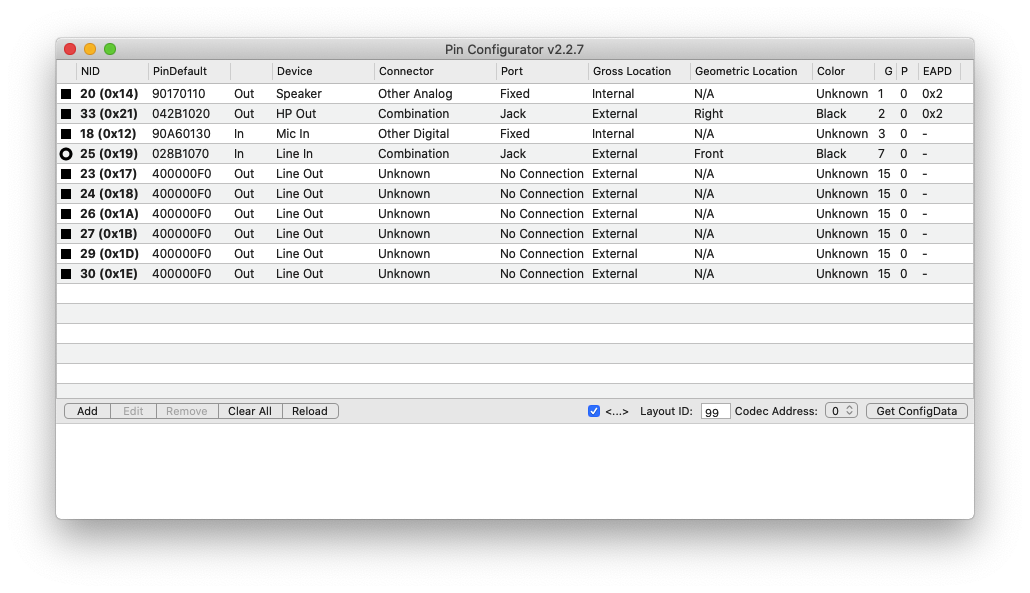 Pin Configurator v2.2.7
NID PinDefault Device Connector Port Gross Location Geometric Location Color G P EAPD
20 (0x14) 90170110 Out Speaker Other Analog Fixed Internal N/A Unknown 1 0 0x2
33 (0x21) 042B1020 Out HP Out Combination Jack External Right Black 2 0 0x2
18 (0x12) 90A60130 In Mic In Other Digital Fixed Internal N/A Unknown 3 0 -
25 (0x19) 028B1070 In Line In Combination Jack External Front Black 7 0 -
23 (0x17) 400000F0 Out Line Out Unknown No Connection External N/A Unknown 15 0 -
24 (0x18) 400000F0 Out Line Out Unknown No Connection External N/A Unknown 15 0 -
26 (0x1A) 400000F0 Out Line Out Unknown No Connection External N/A Unknown 15 0 -
27 (0x1B) 400000F0 Out Line Out Unknown No Connection External N/A Unknown 15 0 -
29 (0x1D) 400000F0 Out Line Out Unknown No Connection External N/A Unknown 15 0 -
30 (0x1E) 400000F0 Out Line Out Unknown No Connection External N/A Unknown 15 0 -
Add Edit Remove Clear All Reload <...> Layout ID: 99 Codec Address: 0 Get ConfigData